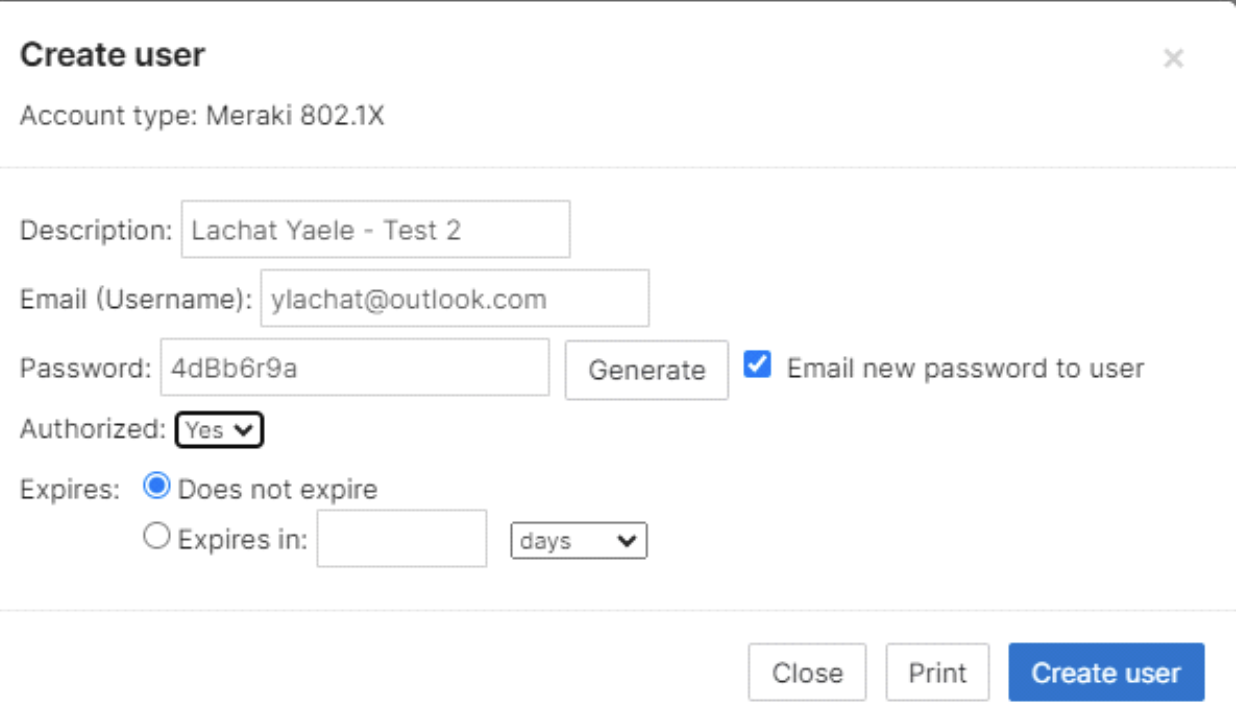 Create user
×
Account type: Meraki 802.1X
Description: Lachat Yaele - Test 2
Email (Username): ylachat@outlook.com
Password: 4dBb6r9a Generate Email new password to user
Authorized: Yes
Expires: Does not expire
Expires in: days
Close Print Create user